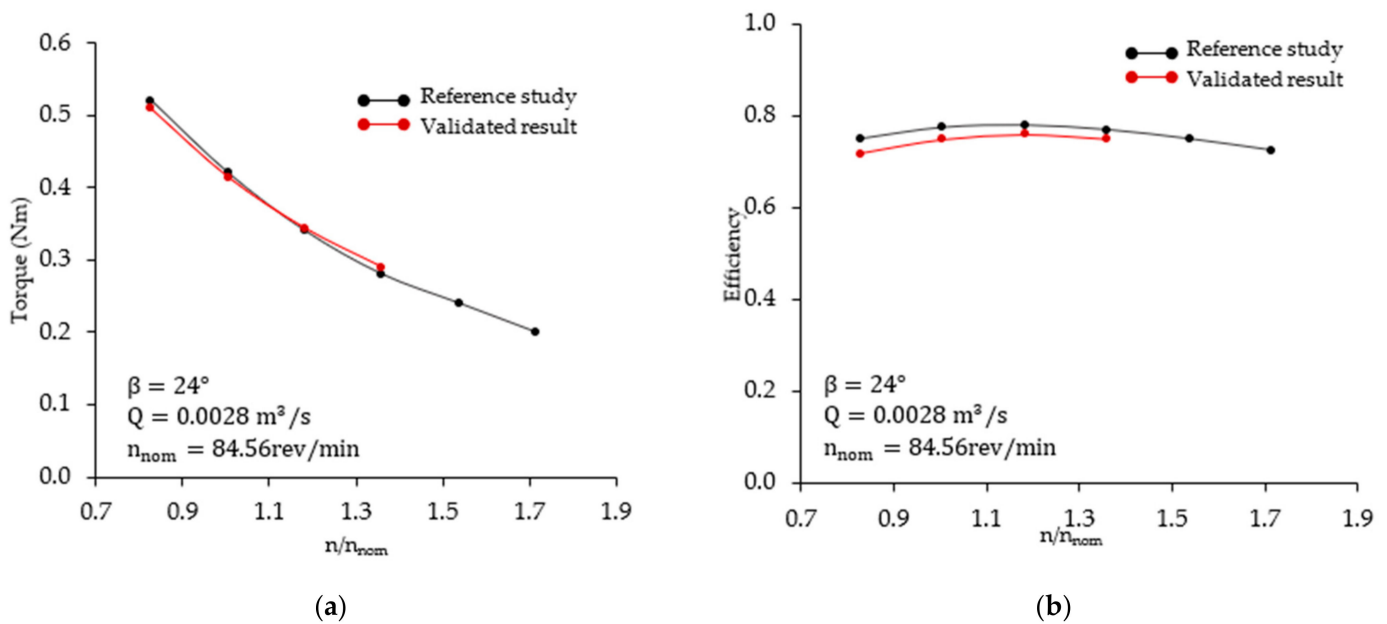 0.6
0.5
0.4
0.3
0.2
0.1
0.0
Torque (Nm)
Reference study
Validated result
β = 24°
Q = 0.0028 m³/s
nnom = 84.56rev/min
0.7 0.9 1.1 1.3 1.5 1.7 1.9
n/nnom
(a)
1.0
0.8
0.6
0.4
0.2
0.0
Efficiency
Reference study
Validated result
β = 24°
Q = 0.0028 m³/s
nnom = 84.56rev/min
0.7 0.9 1.1 1.3 1.5 1.7 1.9
n/nnom
(b)